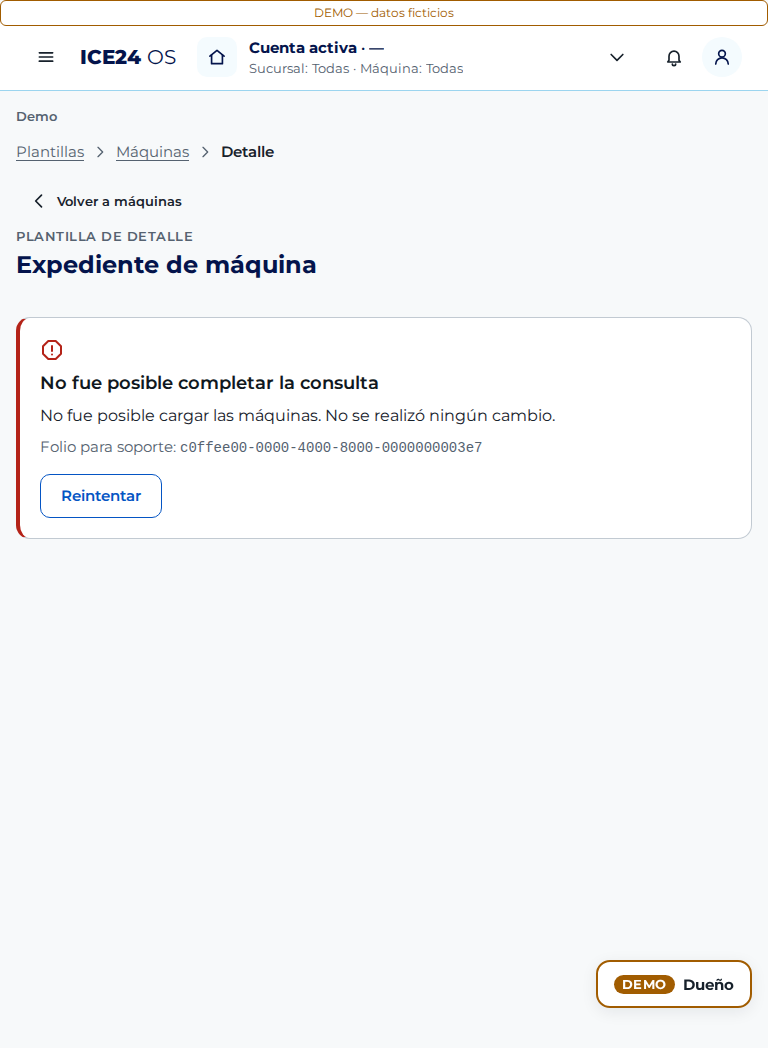 DEMO — datos ficticios
ICE24 OS
Cuenta activa · —
Sucursal: Todas · Máquina: Todas
Demo
Plantillas > Máquinas > Detalle
Volver a máquinas
PLANTILLA DE DETALLE
Expediente de máquina
No fue posible completar la consulta
No fue posible cargar las máquinas. No se realizó ningún cambio.
Folio para soporte: c0ffee00-0000-4000-8000-0000000003e7
Reintentar
DEMO Dueño